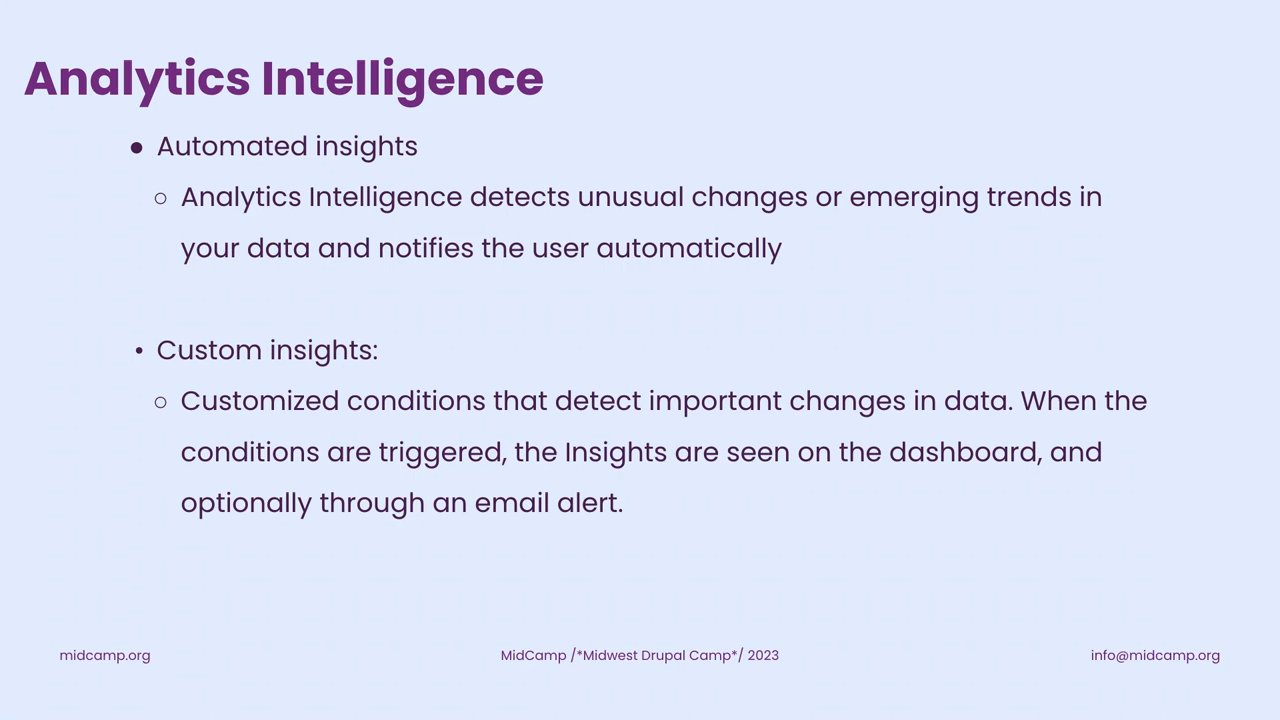 Analytics Intelligence
● Automated insights
○ Analytics Intelligence detects unusual changes or emerging trends in
your data and notifies the user automatically
• Custom insights:
○ Customized conditions that detect important changes in data. When the
conditions are triggered, the Insights are seen on the dashboard, and
optionally through an email alert.
midcamp.org
MidCamp /*Midwest Drupal Camp*/ 2023
info@midcamp.org